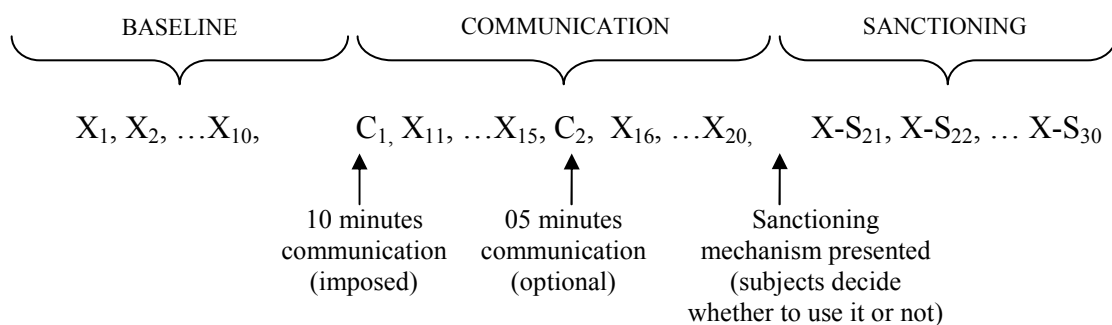 BASELINE COMMUNICATION SANCTIONING
X₁, X₂, …X₁₀, C₁, X₁₁, …X₁₅, C₂, X₁₆, …X₂₀, X-S₂₁, X-S₂₂, … X-S₃₀
10 minutes
communication
(imposed)
05 minutes
communication
(optional)
Sanctioning
mechanism presented
(subjects decide
whether to use it or not)